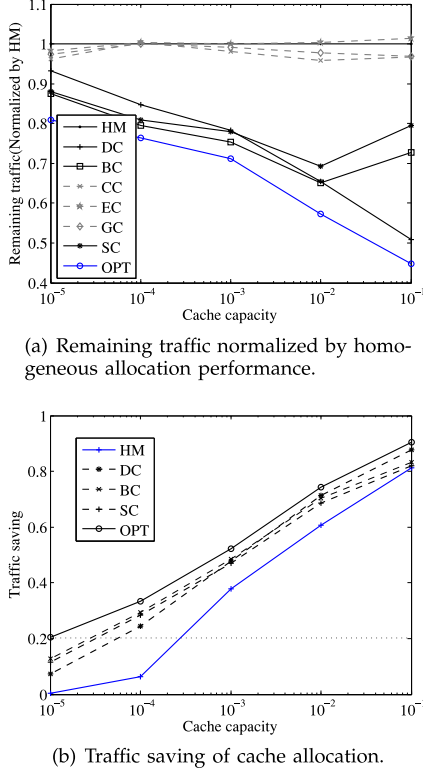 1.1
1
0.9
0.8
0.7
0.6
0.5
0.4
Remaining traffic(Normalized by HM)
HM
DC
BC
CC
EC
GC
SC
OPT
10⁻⁵
10⁻⁴
10⁻³
10⁻²
10⁻¹
Cache capacity
(a) Remaining traffic normalized by homo-
geneous allocation performance.
1
0.8
0.6
0.4
0.2
0
Traffic saving
HM
DC
BC
SC
OPT
10⁻⁵
10⁻⁴
10⁻³
10⁻²
10⁻¹
Cache capacity
(b) Traffic saving of cache allocation.